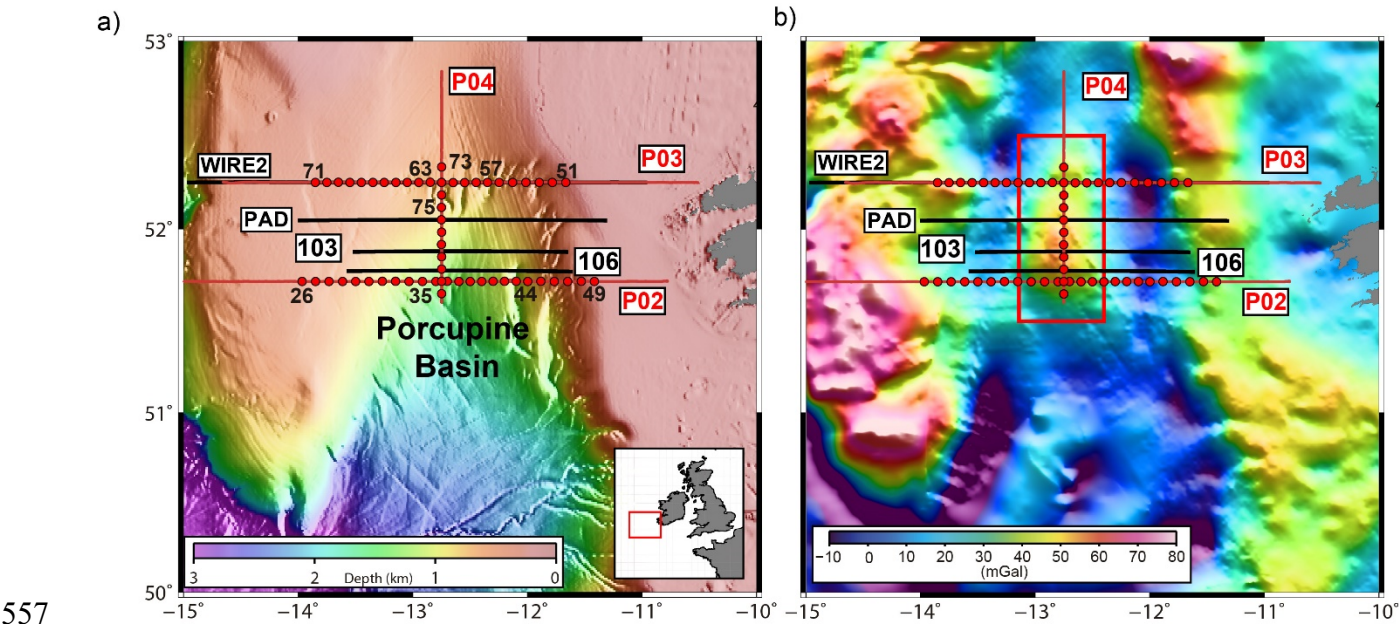 a)
b)
53°
P04
P04
WIRE2
71
63
73
57
51
P03
WIRE2
P03
75
52°
PAD
PAD
103
106
103
106
26
35
44
49
P02
P02
Porcupine
Basin
51°
3
2
Depth (km)
1
0
−10
0
10
20
30
40
50
60
70
80
(mGal)
50°
557
−15°
−14°
−13°
−12°
−11°
−10°
−15°
−14°
−13°
−12°
−11°
−10°